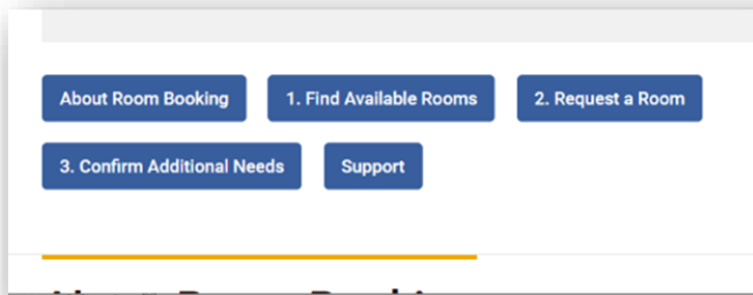 About Room Booking 1. Find Available Rooms 2. Request a Room
3. Confirm Additional Needs Support